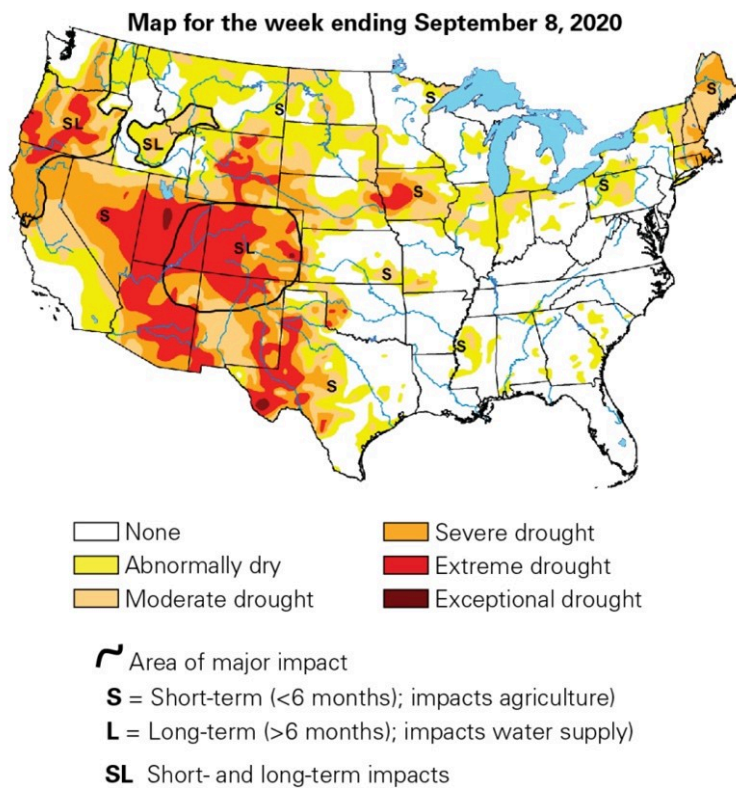 Map for the week ending September 8, 2020
S
SL
S
S
SL
S
S
S
SL
S
S
S
None
Abnormally dry
Moderate drought
Severe drought
Extreme drought
Exceptional drought
Area of major impact
S = Short-term (<6 months); impacts agriculture)
L = Long-term (>6 months); impacts water supply)
SL Short- and long-term impacts